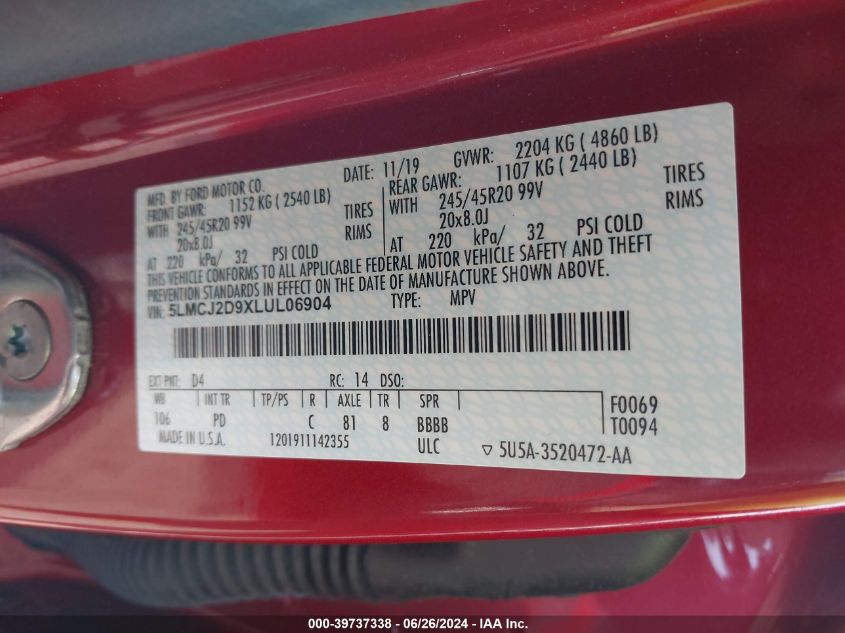 MFD. BY FORD MOTOR CO. DATE: 11/19 GVWR: 2204 KG ( 4860 LB)
FRONT GAWR: 1152 KG ( 2540 LB) REAR GAWR: 1107 KG ( 2440 LB)
WITH 245/45R20 99V TIRES WITH 245/45R20 99V TIRES
20x8.0J RIMS 20x8.0J RIMS
AT 220 kPa/ 32 PSI COLD AT 220 kPa/ 32 PSI COLD
THIS VEHICLE CONFORMS TO ALL APPLICABLE FEDERAL MOTOR VEHICLE SAFETY AND THEFT
PREVENTION STANDARDS IN EFFECT ON THE DATE OF MANUFACTURE SHOWN ABOVE.
VIN: 5LMCJ2D9XLUL06904 TYPE: MPV
EXT PNT: D4 RC: 14 DSO:
WB INT TR TP/PS R AXLE TR SPR F0069
106 PD C 81 8 BBBB T0094
MADE IN U.S.A. 1201911142355 ULC ▽ 5U5A-3520472-AA
000-39737338 - 06/26/2024 - IAA Inc.